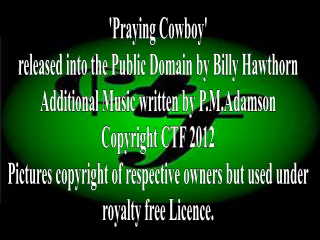 'Praying Cowboy'
released into the Public Domain by Billy Hawthorn
Additional Music written by P.M.Adamson
Copyright CTF 2012
Pictures copyright of respective owners but used under
royalty free Licence.